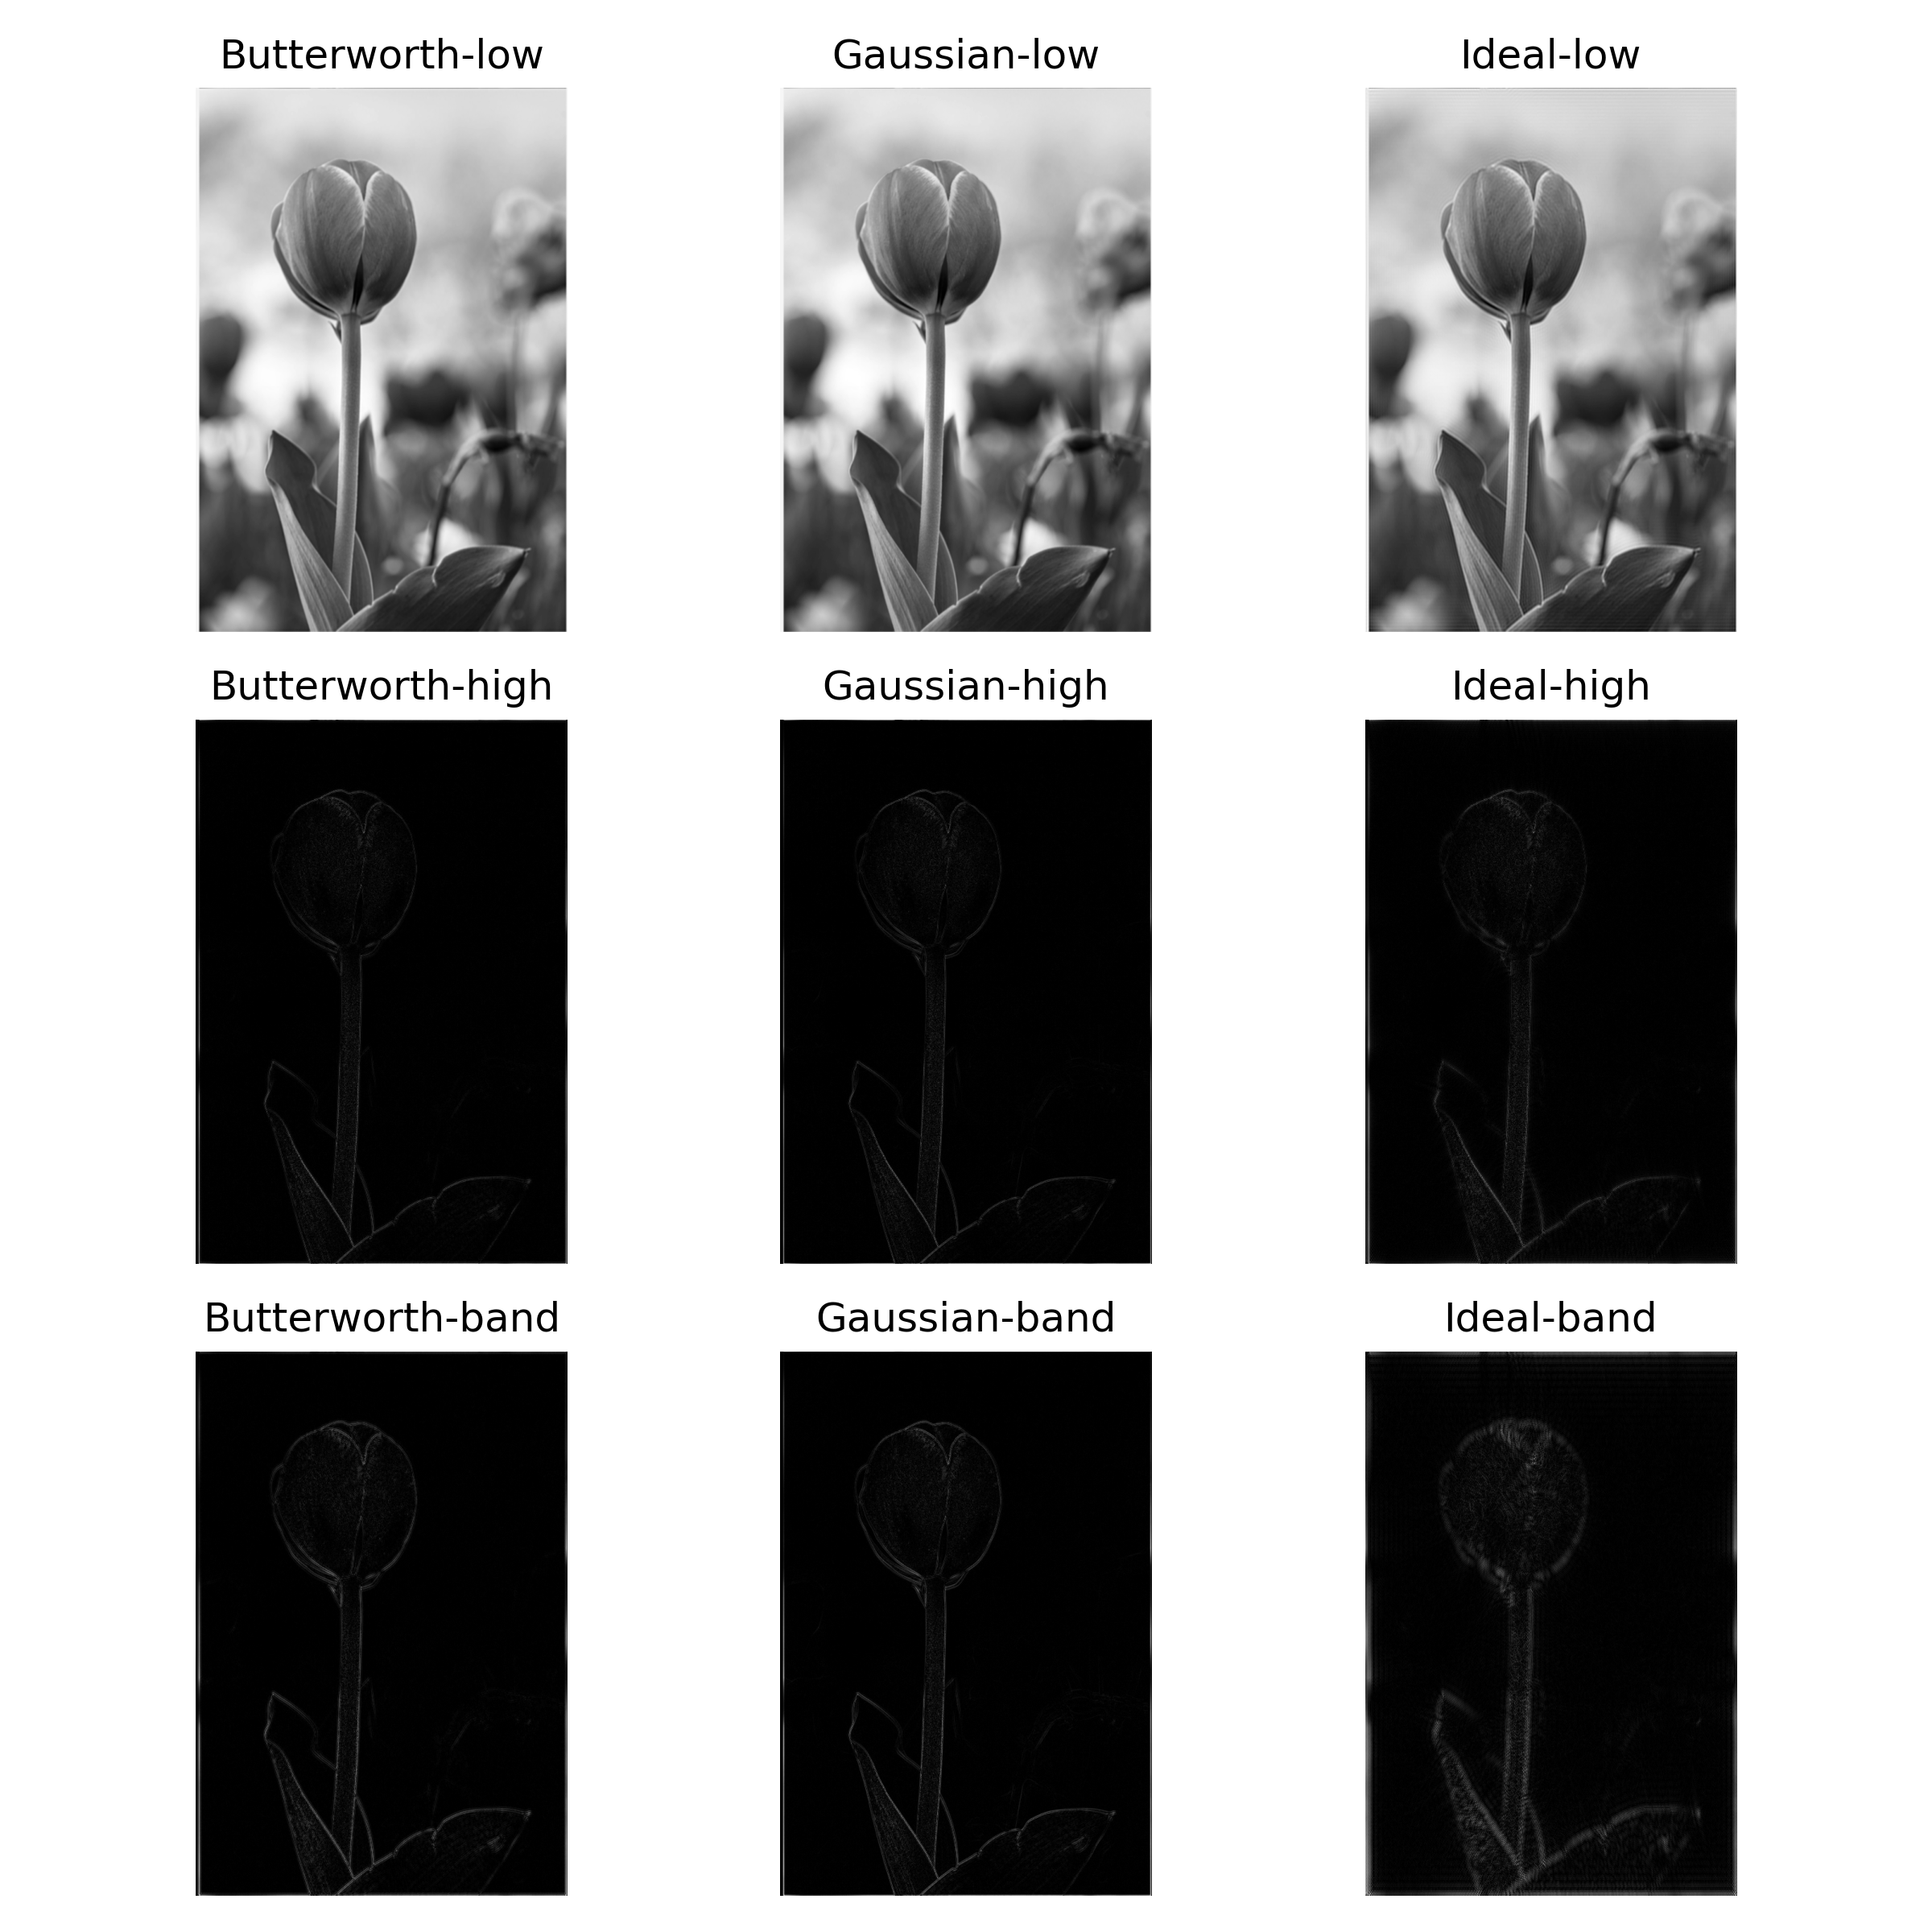 Butterworth-low
Gaussian-low
Ideal-low
Butterworth-high
Gaussian-high
Ideal-high
Butterworth-band
Gaussian-band
Ideal-band